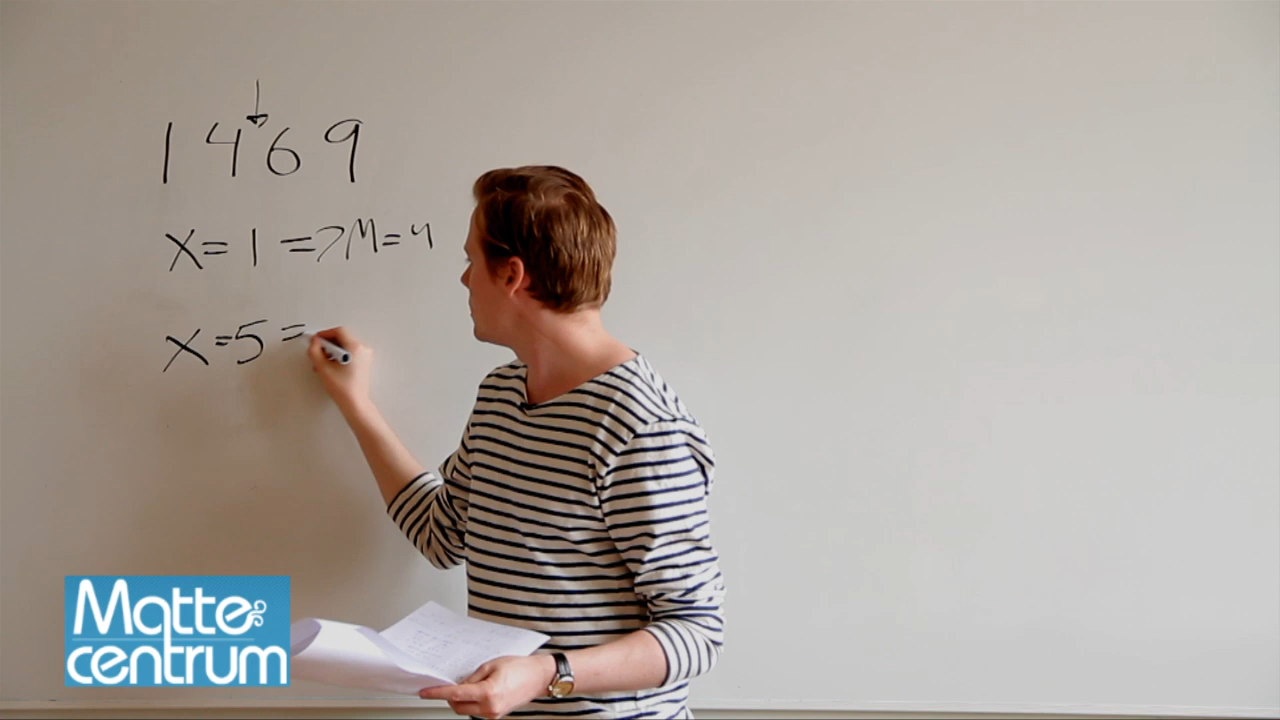 1 4 6 9
x = 1 => M = 4
x = 5 =
Matte
centrum